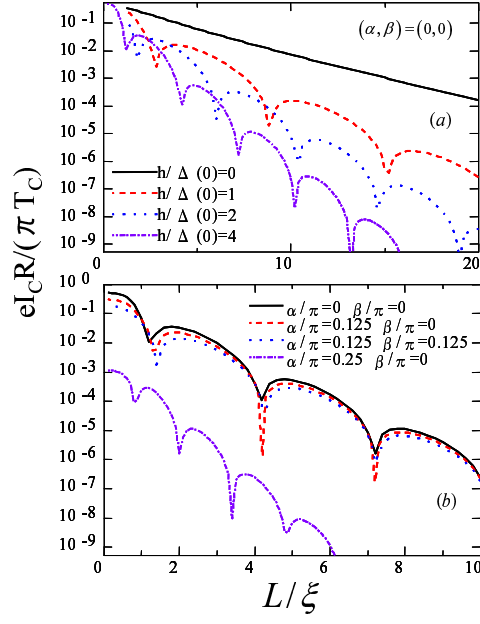 eI_C R/(π T_C)
10^-1
10^-2
10^-3
10^-4
10^-5
10^-6
10^-7
10^-8
10^-9
(α, β)=(0,0)
(a)
h/Δ (0)=0
h/Δ (0)=1
h/Δ (0)=2
h/Δ (0)=4
0 10 20
10^0
10^-1
10^-2
10^-3
10^-4
10^-5
10^-6
10^-7
10^-8
10^-9
α/π=0 β/π=0
α/π=0.125 β/π=0
α/π=0.125 β/π=0.125
α/π=0.25 β/π=0
(b)
0 2 4 6 8 10
L/ξ